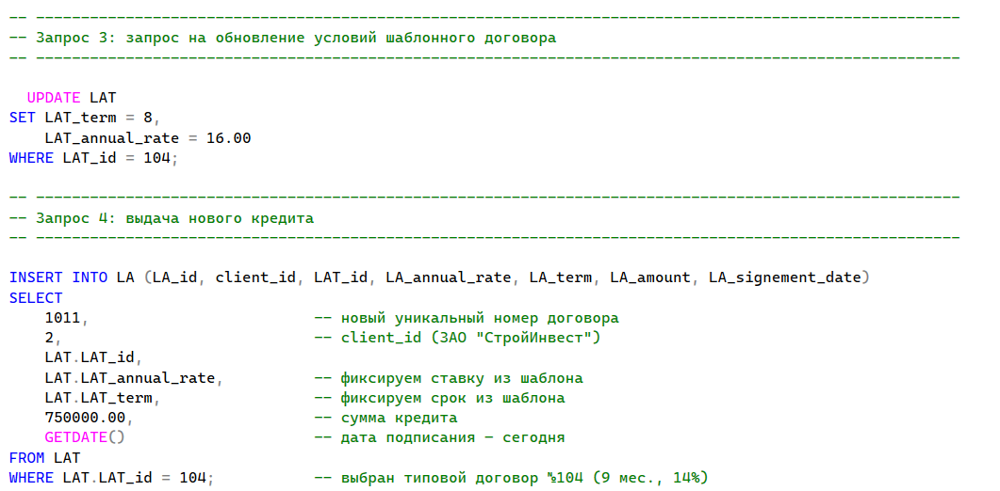 -- -------------------------------------------------------------------------------------------------------
-- Запрос 3: запрос на обновление условий шаблонного договора
-- -------------------------------------------------------------------------------------------------------
UPDATE LAT
SET LAT_term = 8,
LAT_annual_rate = 16.00
WHERE LAT_id = 104;
-- -------------------------------------------------------------------------------------------------------
-- Запрос 4: выдача нового кредита
-- -------------------------------------------------------------------------------------------------------
INSERT INTO LA (LA_id, client_id, LAT_id, LA_annual_rate, LA_term, LA_amount, LA_signement_date)
SELECT
1011, -- новый уникальный номер договора
2, -- client_id (ЗАО "СтройИнвест")
LAT.LAT_id,
LAT.LAT_annual_rate, -- фиксируем ставку из шаблона
LAT.LAT_term, -- фиксируем срок из шаблона
750000.00, -- сумма кредита
GETDATE() -- дата подписания — сегодня
FROM LAT
WHERE LAT.LAT_id = 104; -- выбран типовой договор №104 (9 мес., 14%)